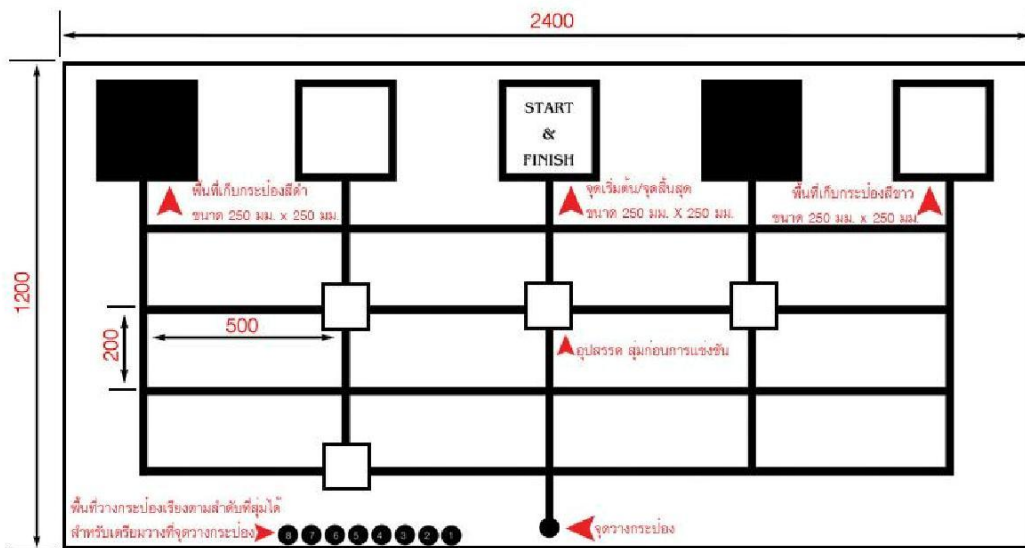 2400
START
&
FINISH
พื้นที่เก็บกระป๋องสีดำ
ขนาด 250 มม. x 250 มม.
จุดเริ่มต้น/จุดสิ้นสุด
ขนาด 250 มม. X 250 มม.
พื้นที่เก็บกระป๋องสีขาว
ขนาด 250 มม. x 250 มม.
1200
500
200
อุปสรรค สุ่มก่อนการแข่งขัน
พื้นที่วางกระป๋องเรียงตามลำดับที่สุ่มได้
สำหรับเตรียมวางที่จุดวางกระป๋อง
8 7 6 5 4 3 2 1
จุดวางกระป๋อง